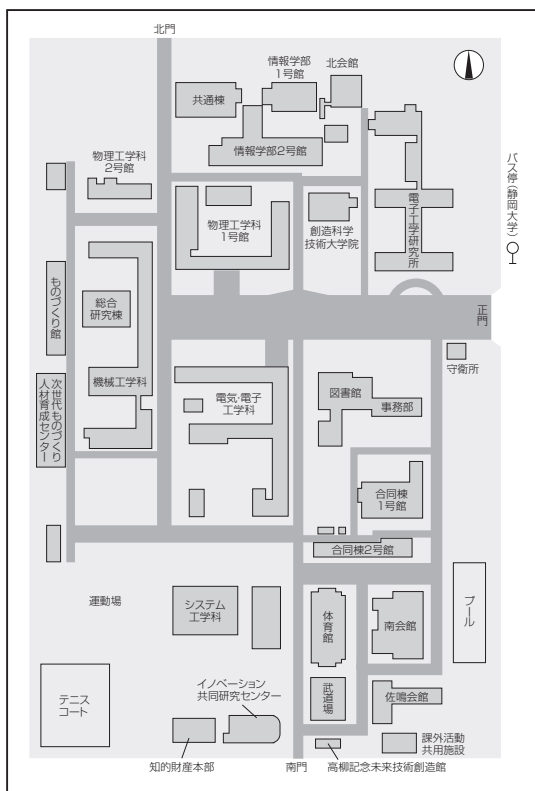 北門
情報学部
1号館
北会館
共通棟
情報学部2号館
物理工学科
2号館
物理工学科
1号館
創造科学
技術大学院
電子工学研究所
バス停(静岡大学)
正門
守衛所
ものづくり館
総合
研究棟
機械工学科
次世代ものづくり
人材育成センター
電気・電子
工学科
図書館
事務部
合同棟
1号館
合同棟2号館
運動場
システム
工学科
体育館
南会館
プール
テニス
コート
イノベーション
共同研究センター
武道場
佐鳴会館
知的財産本部
南門
高柳記念未来技術創造館
課外活動
共用施設